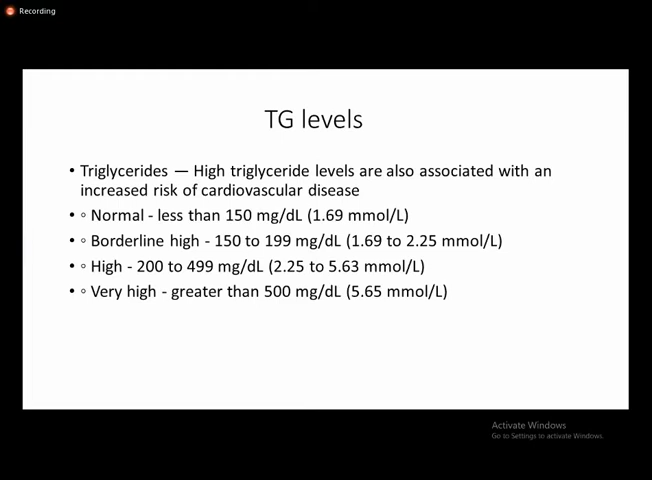 Recording
TG levels
• Triglycerides — High triglyceride levels are also associated with an
increased risk of cardiovascular disease
• ◦ Normal - less than 150 mg/dL (1.69 mmol/L)
• ◦ Borderline high - 150 to 199 mg/dL (1.69 to 2.25 mmol/L)
• ◦ High - 200 to 499 mg/dL (2.25 to 5.63 mmol/L)
• ◦ Very high - greater than 500 mg/dL (5.65 mmol/L)
Activate Windows
Go to Settings to activate Windows.